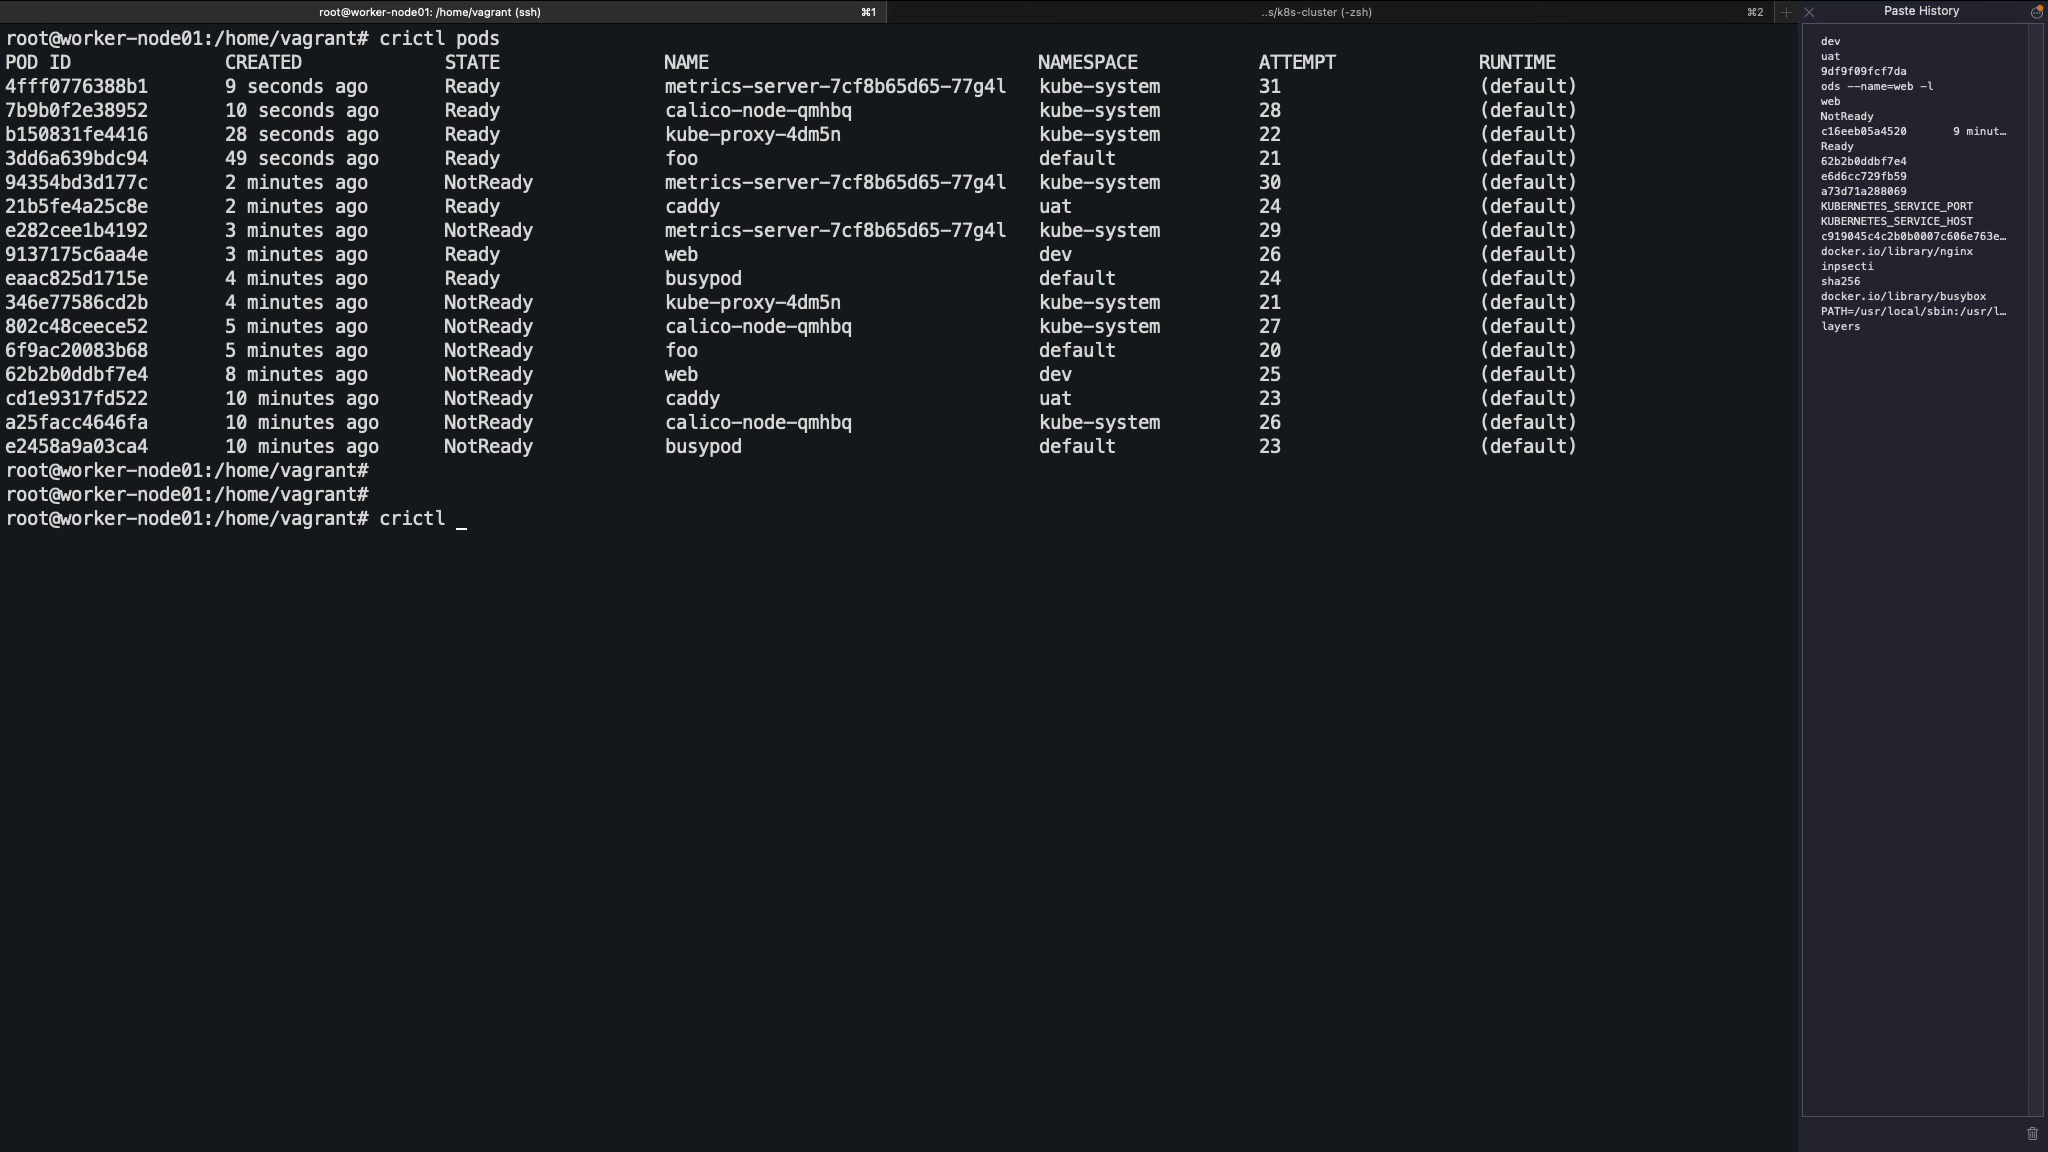 root@worker-node01: /home/vagrant (ssh) ⌘1 ..s/k8s-cluster (-zsh) ⌘2
root@worker-node01:/home/vagrant# crictl pods
POD ID CREATED STATE NAME NAMESPACE ATTEMPT RUNTIME
4fff0776388b1 9 seconds ago Ready metrics-server-7cf8b65d65-77g4l kube-system 31 (default)
7b9b0f2e38952 10 seconds ago Ready calico-node-qmhbq kube-system 28 (default)
b150831fe4416 28 seconds ago Ready kube-proxy-4dm5n kube-system 22 (default)
3dd6a639bdc94 49 seconds ago Ready foo default 21 (default)
94354bd3d177c 2 minutes ago NotReady metrics-server-7cf8b65d65-77g4l kube-system 30 (default)
21b5fe4a25c8e 2 minutes ago Ready caddy uat 24 (default)
e282cee1b4192 3 minutes ago NotReady metrics-server-7cf8b65d65-77g4l kube-system 29 (default)
9137175c6aa4e 3 minutes ago Ready web dev 26 (default)
eaac825d1715e 4 minutes ago Ready busypod default 24 (default)
346e77586cd2b 4 minutes ago NotReady kube-proxy-4dm5n kube-system 21 (default)
802c48ceece52 5 minutes ago NotReady calico-node-qmhbq kube-system 27 (default)
6f9ac20083b68 5 minutes ago NotReady foo default 20 (default)
62b2b0ddbf7e4 8 minutes ago NotReady web dev 25 (default)
cd1e9317fd522 10 minutes ago NotReady caddy uat 23 (default)
a25facc4646fa 10 minutes ago NotReady calico-node-qmhbq kube-system 26 (default)
e2458a9a03ca4 10 minutes ago NotReady busypod default 23 (default)
root@worker-node01:/home/vagrant#
root@worker-node01:/home/vagrant#
root@worker-node01:/home/vagrant# crictl _
Paste History
dev
uat
9df9f09fcf7da
ods --name=web -l
web
NotReady
c16eeb05a4520 9 minut…
Ready
62b2b0ddbf7e4
e6d6cc729fb59
a73d71a288069
KUBERNETES_SERVICE_PORT
KUBERNETES_SERVICE_HOST
c919045c4c2b0b0007c606e763e…
docker.io/library/nginx
inpsecti
sha256
docker.io/library/busybox
PATH=/usr/local/sbin:/usr/l…
layers